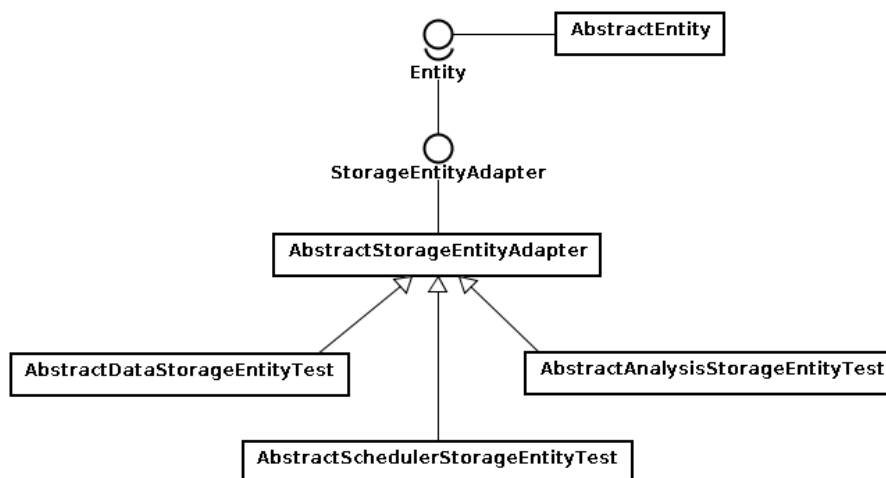 AbstractEntity
Entity
StorageEntityAdapter
AbstractStorageEntityAdapter
AbstractDataStorageEntityTest
AbstractAnalysisStorageEntityTest
AbstractSchedulerStorageEntityTest